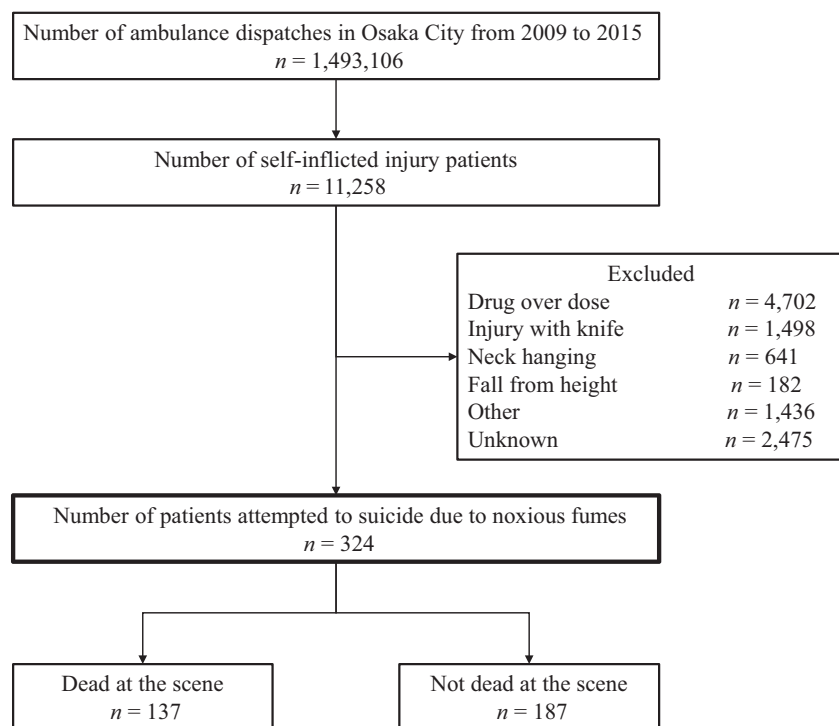 Number of ambulance dispatches in Osaka City from 2009 to 2015
n = 1,493,106
Number of self-inflicted injury patients
n = 11,258
Excluded
Drug over dose n = 4,702
Injury with knife n = 1,498
Neck hanging n = 641
Fall from height n = 182
Other n = 1,436
Unknown n = 2,475
Number of patients attempted to suicide due to noxious fumes
n = 324
Dead at the scene
n = 137
Not dead at the scene
n = 187